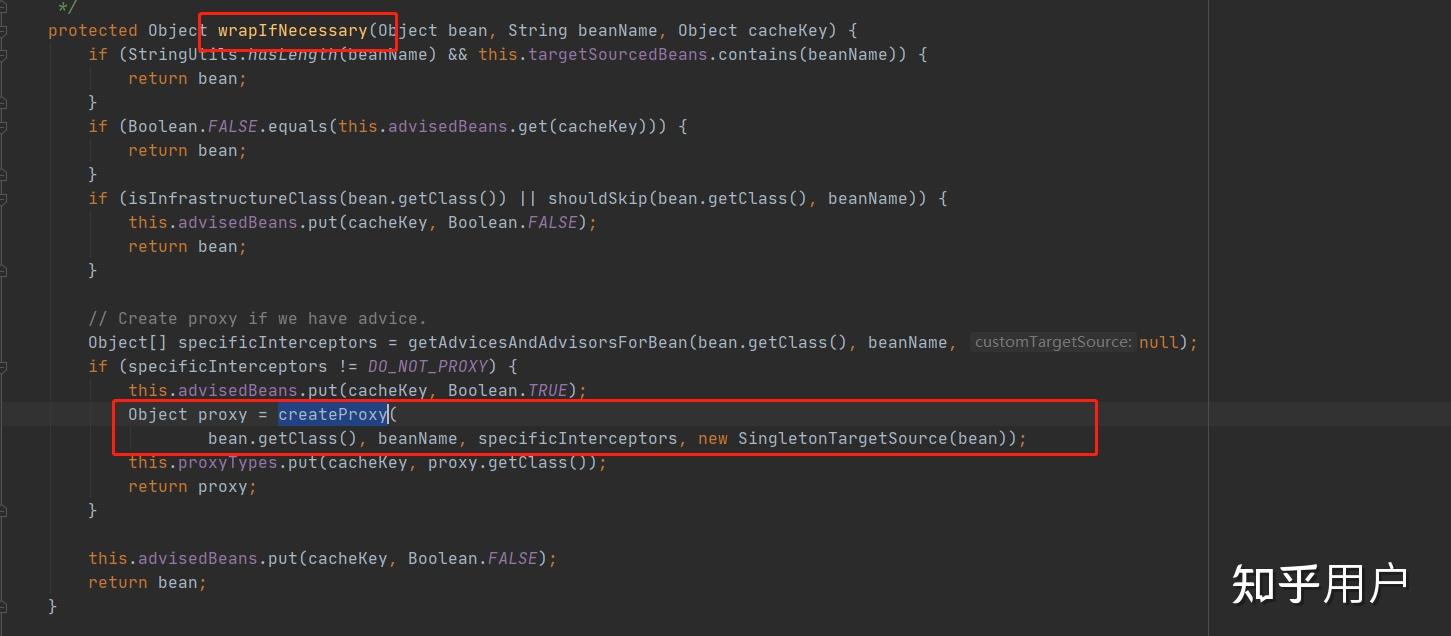 */
protected Object wrapIfNecessary(Object bean, String beanName, Object cacheKey) {
if (StringUtils.hasLength(beanName) && this.targetSourcedBeans.contains(beanName)) {
return bean;
}
if (Boolean.FALSE.equals(this.advisedBeans.get(cacheKey))) {
return bean;
}
if (isInfrastructureClass(bean.getClass()) || shouldSkip(bean.getClass(), beanName)) {
this.advisedBeans.put(cacheKey, Boolean.FALSE);
return bean;
}
// Create proxy if we have advice.
Object[] specificInterceptors = getAdvicesAndAdvisorsForBean(bean.getClass(), beanName, customTargetSource: null);
if (specificInterceptors != DO_NOT_PROXY) {
this.advisedBeans.put(cacheKey, Boolean.TRUE);
Object proxy = createProxy(
bean.getClass(), beanName, specificInterceptors, new SingletonTargetSource(bean));
this.proxyTypes.put(cacheKey, proxy.getClass());
return proxy;
}
this.advisedBeans.put(cacheKey, Boolean.FALSE);
return bean;
}
知乎用户